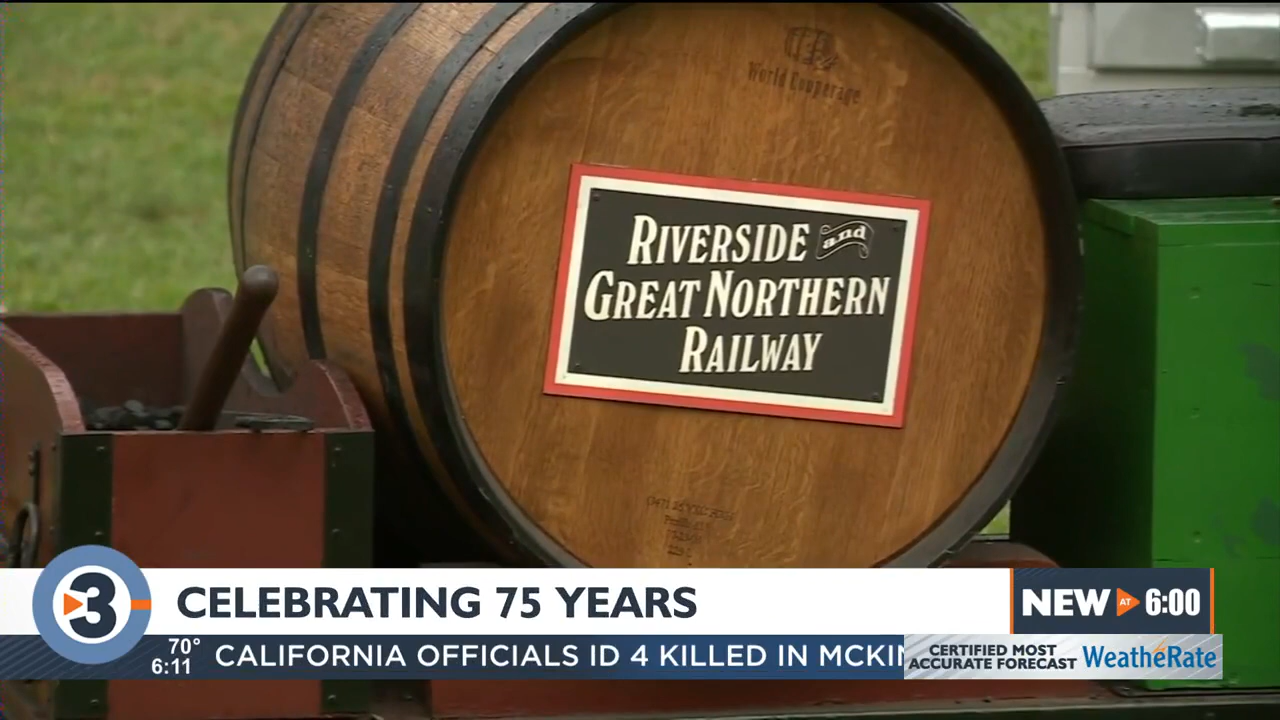 World Cooperage
RIVERSIDE and
GREAT NORTHERN
RAILWAY
3
CELEBRATING 75 YEARS
NEW AT 6:00
70°
6:11
CALIFORNIA OFFICIALS ID 4 KILLED IN MCKIN
CERTIFIED MOST
ACCURATE FORECAST
WeatheRate